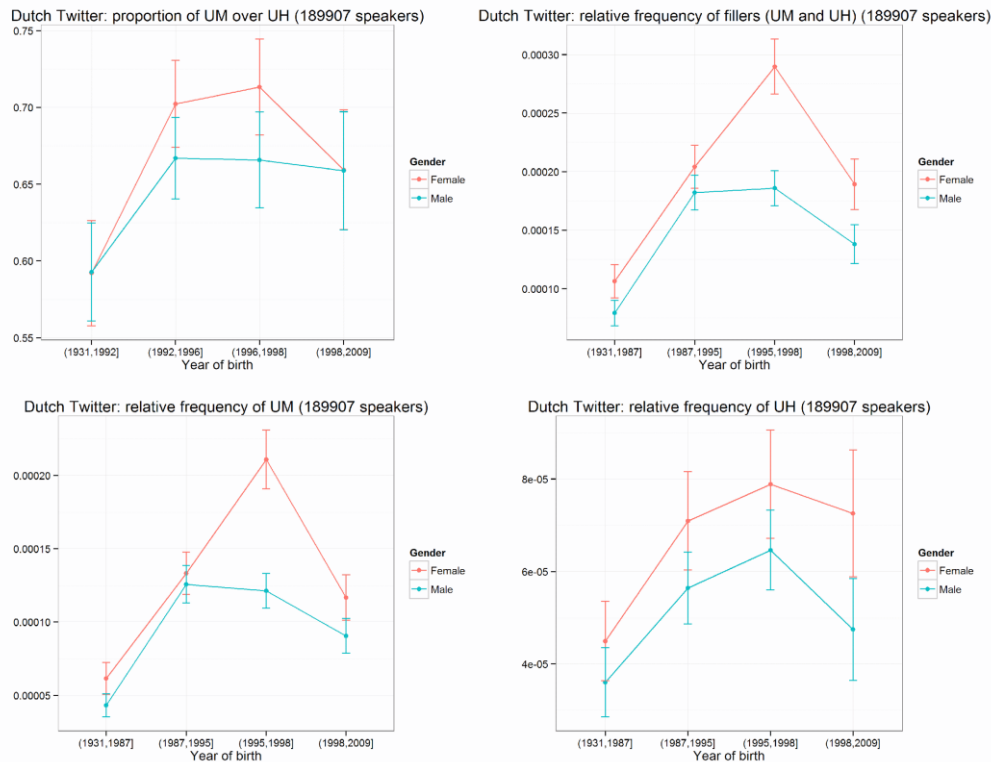 Dutch Twitter: proportion of UM over UH (189907 speakers)
0.75
0.70
0.65
0.60
0.55
(1931,1992]
(1992,1996]
(1996,1998]
(1998,2009]
Year of birth
Gender
Female
Male
Dutch Twitter: relative frequency of fillers (UM and UH) (189907 speakers)
0.00030
0.00025
0.00020
0.00015
0.00010
(1931,1987]
(1987,1995]
(1995,1998]
(1998,2009]
Year of birth
Gender
Female
Male
Dutch Twitter: relative frequency of UM (189907 speakers)
0.00020
0.00015
0.00010
0.00005
(1931,1987]
(1987,1995]
(1995,1998]
(1998,2009]
Year of birth
Gender
Female
Male
Dutch Twitter: relative frequency of UH (189907 speakers)
8e-05
6e-05
4e-05
(1931,1987]
(1987,1995]
(1995,1998]
(1998,2009]
Year of birth
Gender
Female
Male